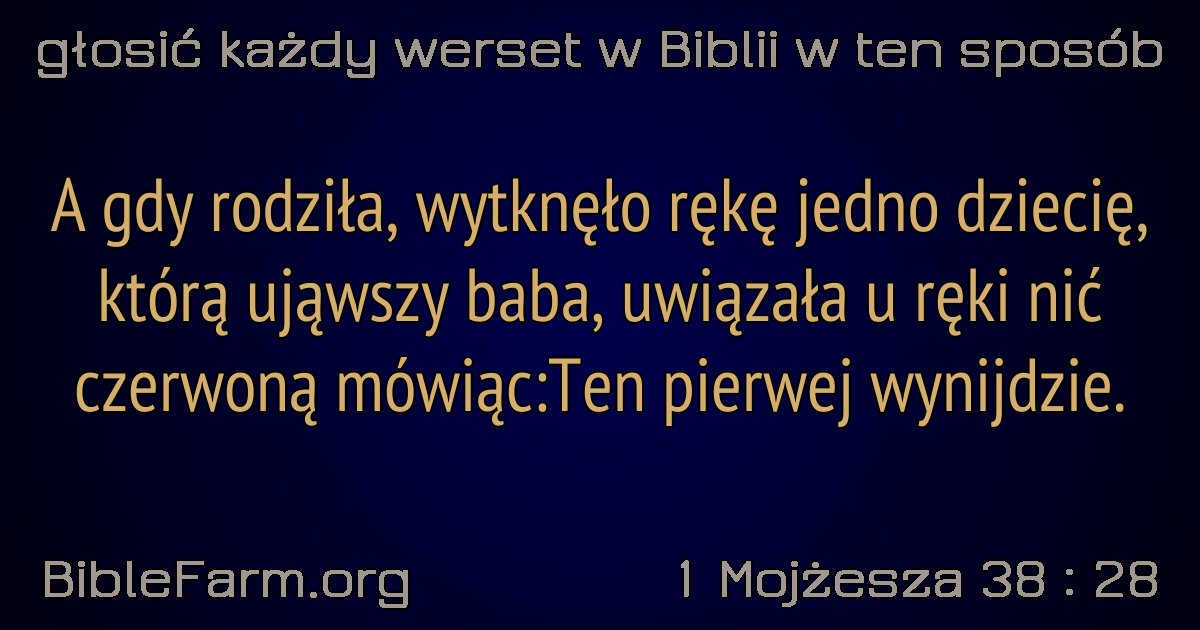 głosić każdy werset w Biblii w ten sposób
A gdy rodziła, wytknęło rękę jedno dziecię,
którą ująwszy baba, uwiązała u ręki nić
czerwoną mówiąc:Ten pierwej wynijdzie.
BibleFarm.org
1 Mojżesza 38 : 28